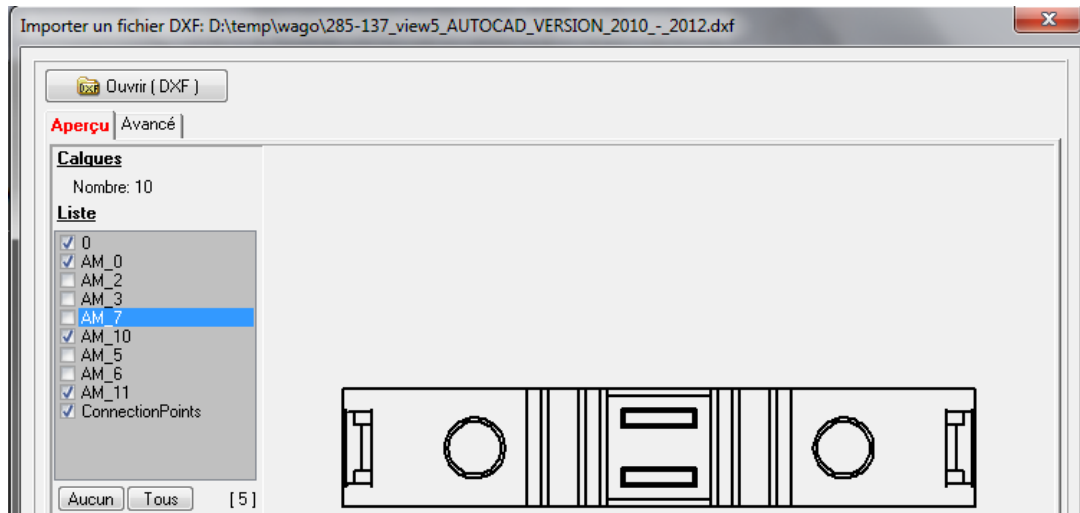 Importer un fichier DXF: D:\temp\wago\285-137_view5_AUTOCAD_VERSION_2010_-_2012.dxf
DXF Ouvrir ( DXF )
Aperçu Avancé
Calques
Nombre: 10
Liste
0
AM_0
AM_2
AM_3
AM_7
AM_10
AM_5
AM_6
AM_11
ConnectionPoints
Aucun Tous [ 5 ]